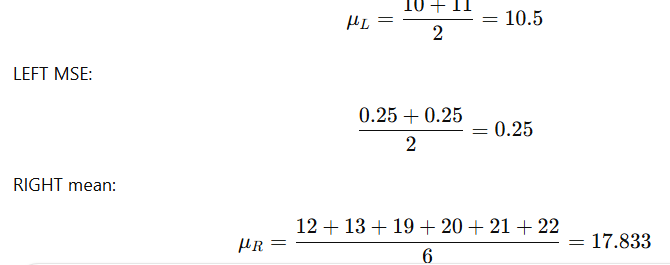 μ_L = (10 + 11)/2 = 10.5
LEFT MSE:
(0.25 + 0.25)/2 = 0.25
RIGHT mean:
μ_R = (12 + 13 + 19 + 20 + 21 + 22)/6 = 17.833